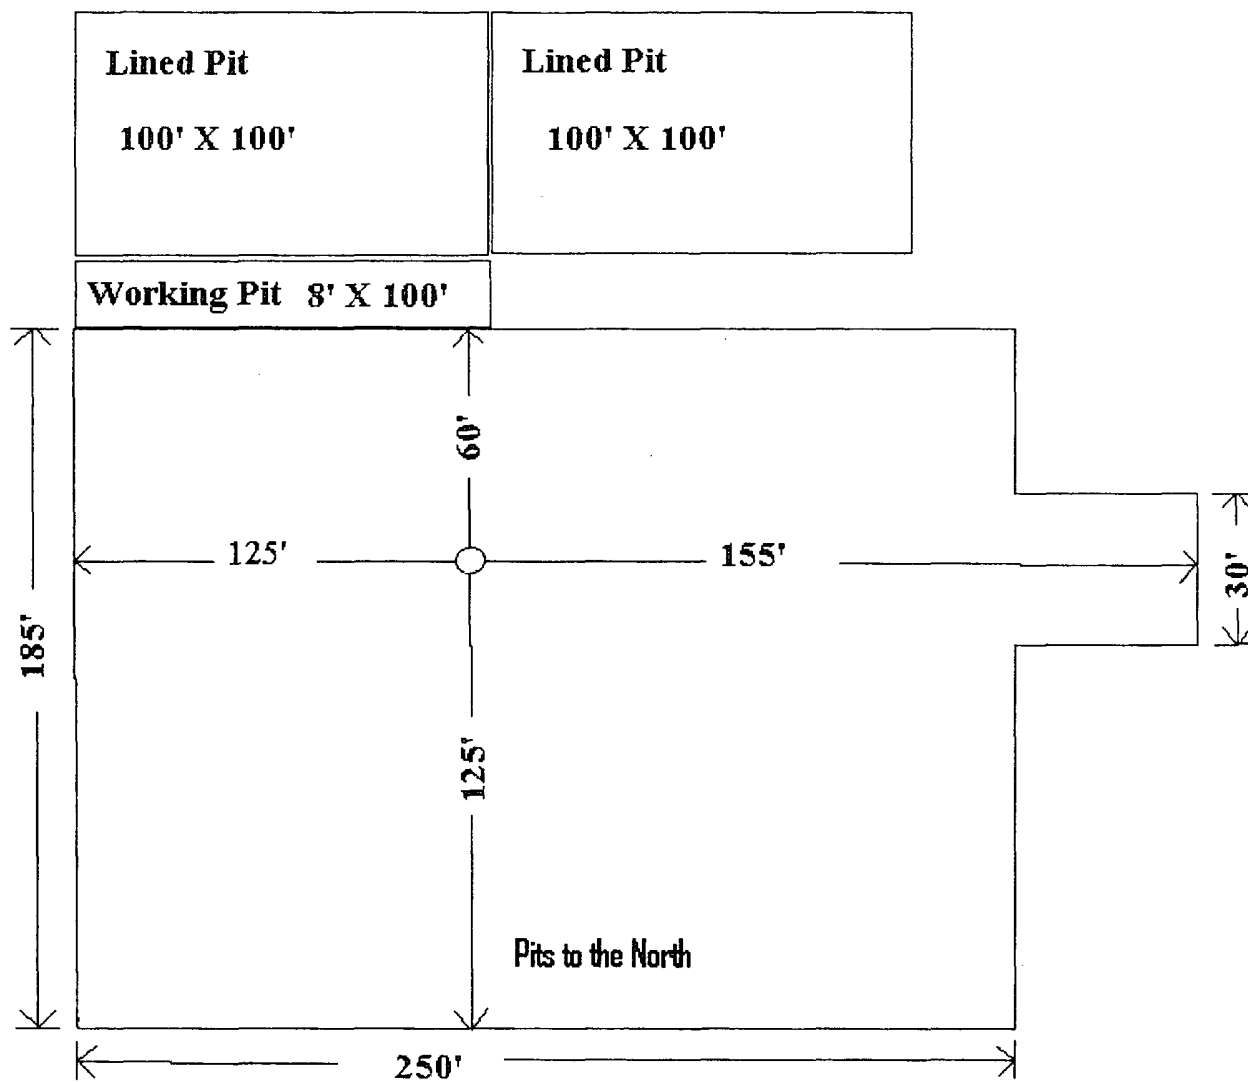 Lined Pit
100' X 100'
Lined Pit
100' X 100'
Working Pit 8' X 100'
60'
125'
155'
30'
185'
125'
Pits to the North
250'